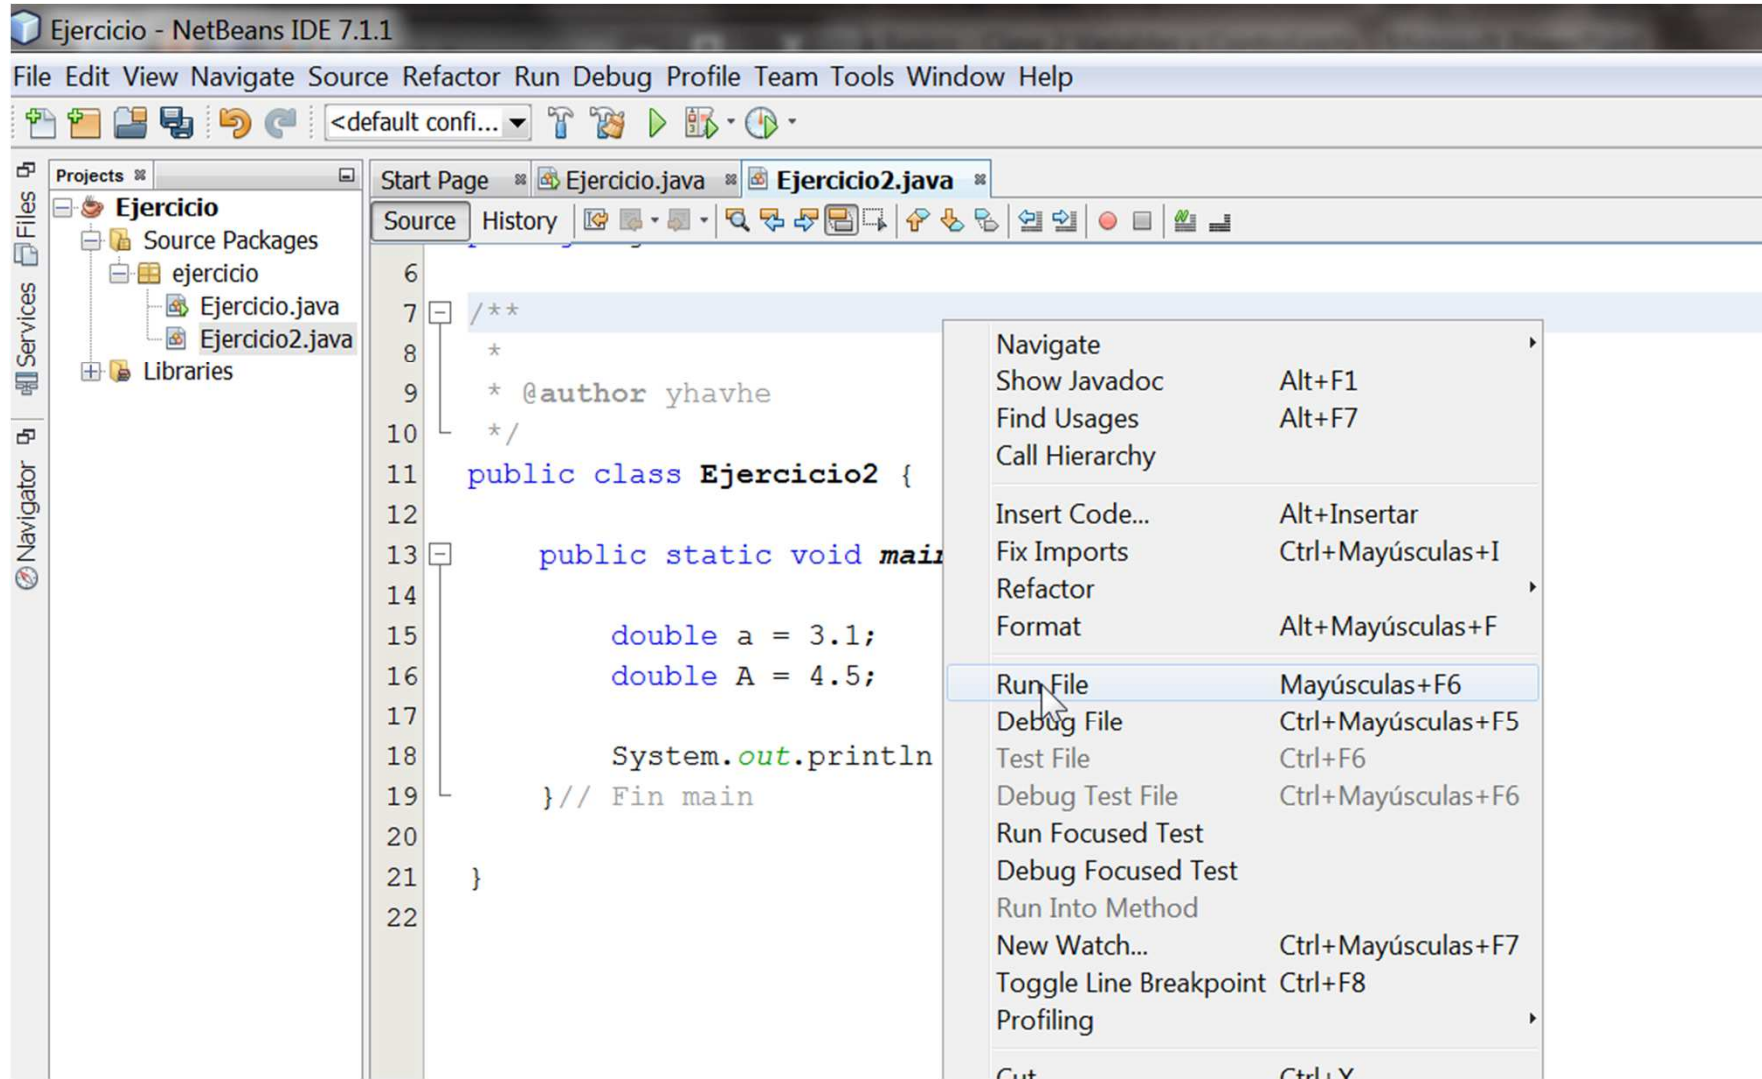 Ejercicio - NetBeans IDE 7.1.1
File Edit View Navigate Source Refactor Run Debug Profile Team Tools Window Help
<default confi...
Files
Services
Navigator
Projects
Ejercicio
Source Packages
ejercicio
Ejercicio.java
Ejercicio2.java
Libraries
Start Page Ejercicio.java Ejercicio2.java
Source History
6
7 /**
8 *
9 * @author yhavhe
10 */
11 public class Ejercicio2 {
12
13 public static void main
14
15 double a = 3.1;
16 double A = 4.5;
17
18 System.out.println
19 }// Fin main
20
21 }
22
Navigate
Show Javadoc Alt+F1
Find Usages Alt+F7
Call Hierarchy
Insert Code... Alt+Insertar
Fix Imports Ctrl+Mayúsculas+I
Refactor
Format Alt+Mayúsculas+F
Run File Mayúsculas+F6
Debug File Ctrl+Mayúsculas+F5
Test File Ctrl+F6
Debug Test File Ctrl+Mayúsculas+F6
Run Focused Test
Debug Focused Test
Run Into Method
New Watch... Ctrl+Mayúsculas+F7
Toggle Line Breakpoint Ctrl+F8
Profiling
Cut Ctrl+X